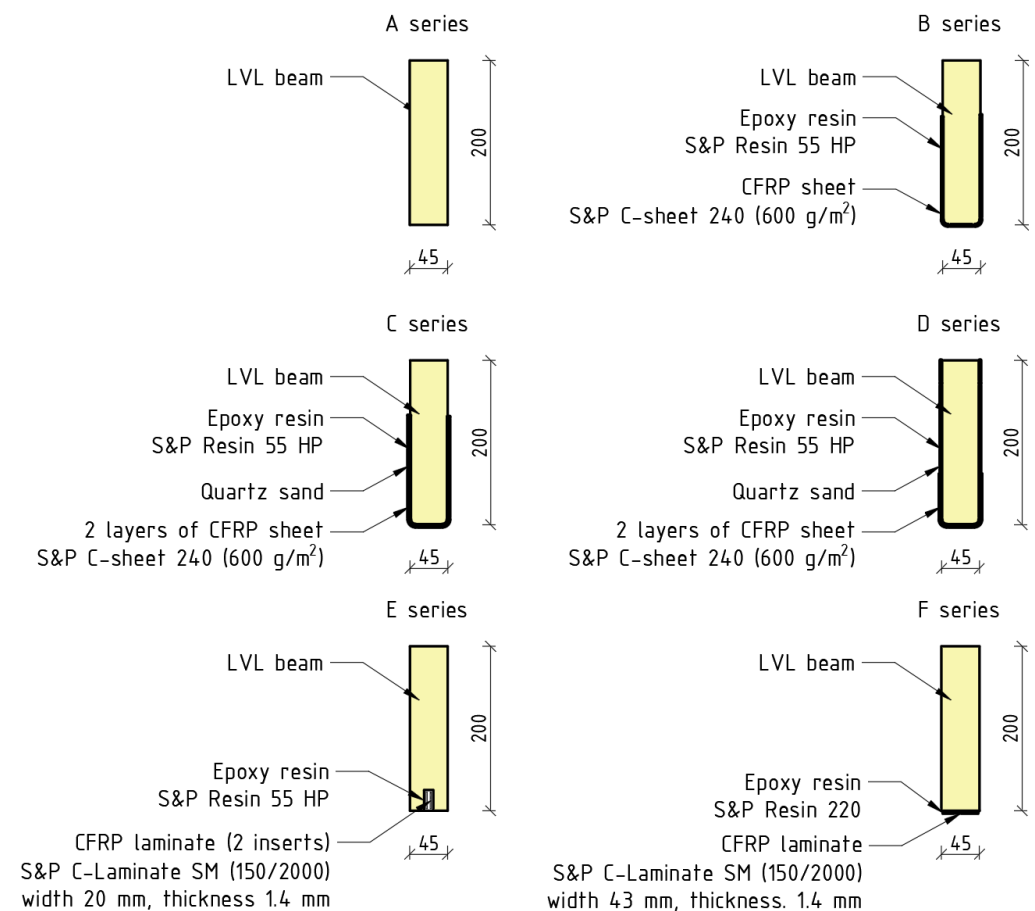 A series
LVL beam
200
45
B series
LVL beam
Epoxy resin
S&P Resin 55 HP
CFRP sheet
S&P C-sheet 240 (600 g/m²)
200
45
C series
LVL beam
Epoxy resin
S&P Resin 55 HP
Quartz sand
2 layers of CFRP sheet
S&P C-sheet 240 (600 g/m²)
200
45
D series
LVL beam
Epoxy resin
S&P Resin 55 HP
Quartz sand
2 layers of CFRP sheet
S&P C-sheet 240 (600 g/m²)
200
45
E series
LVL beam
Epoxy resin
S&P Resin 55 HP
CFRP laminate (2 inserts)
S&P C-Laminate SM (150/2000)
width 20 mm, thickness 1.4 mm
200
45
F series
LVL beam
Epoxy resin
S&P Resin 220
CFRP laminate
S&P C-Laminate SM (150/2000)
width 43 mm, thickness. 1.4 mm
200
45